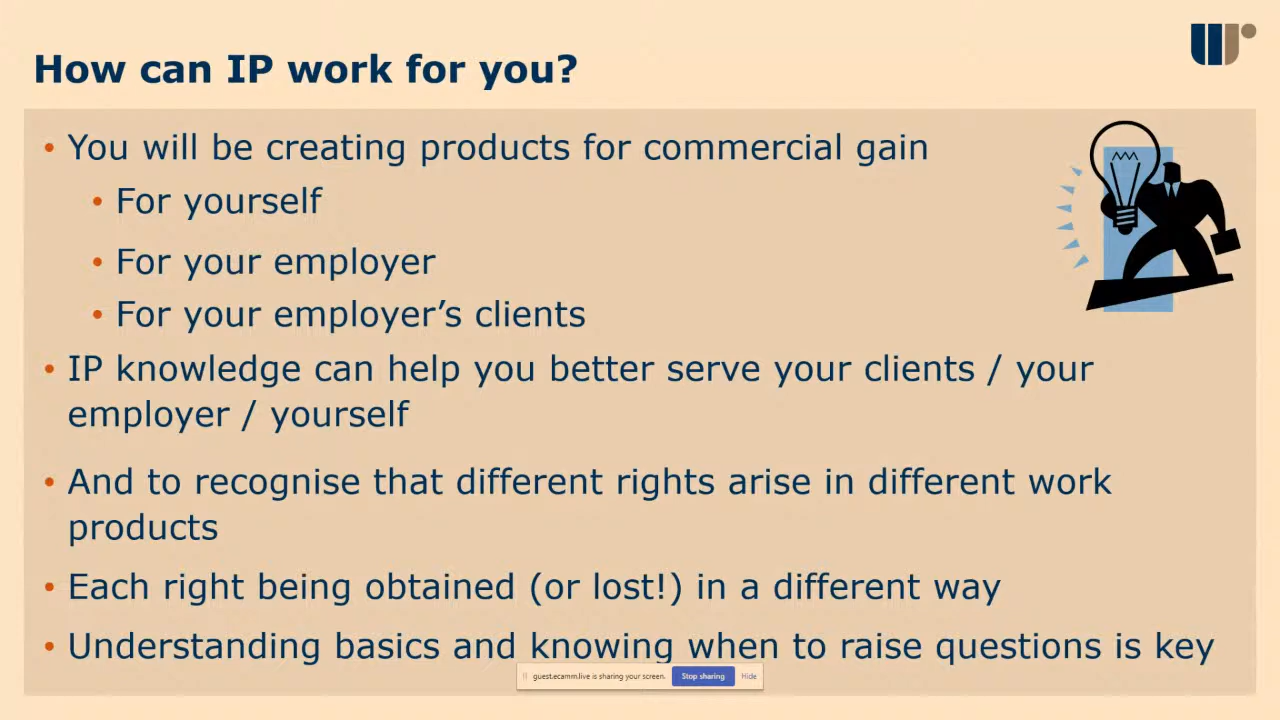 How can IP work for you?
• You will be creating products for commercial gain
• For yourself
• For your employer
• For your employer’s clients
• IP knowledge can help you better serve your clients / your
employer / yourself
• And to recognise that different rights arise in different work
products
• Each right being obtained (or lost!) in a different way
• Understanding basics and knowing when to raise questions is key
guest.ecamm.live is sharing your screen. Stop sharing Hide